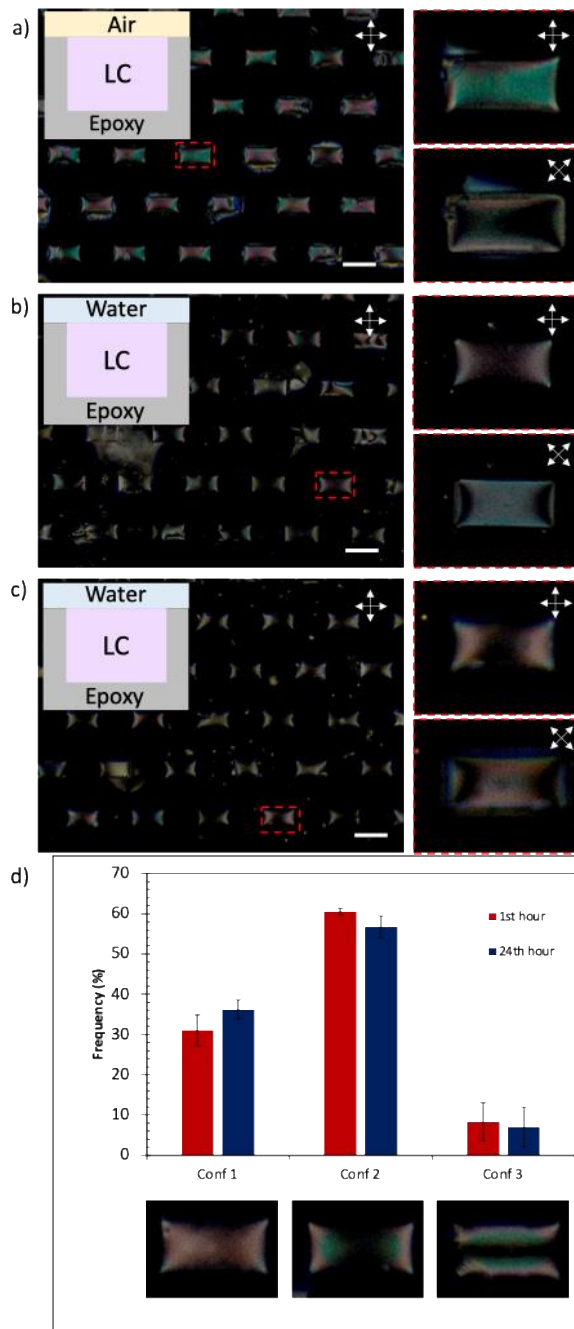 a)
Air
LC
Epoxy
b)
Water
LC
Epoxy
c)
Water
LC
Epoxy
d)
70
60
50
40
30
20
10
0
Frequency (%)
1st hour
24th hour
Conf 1
Conf 2
Conf 3